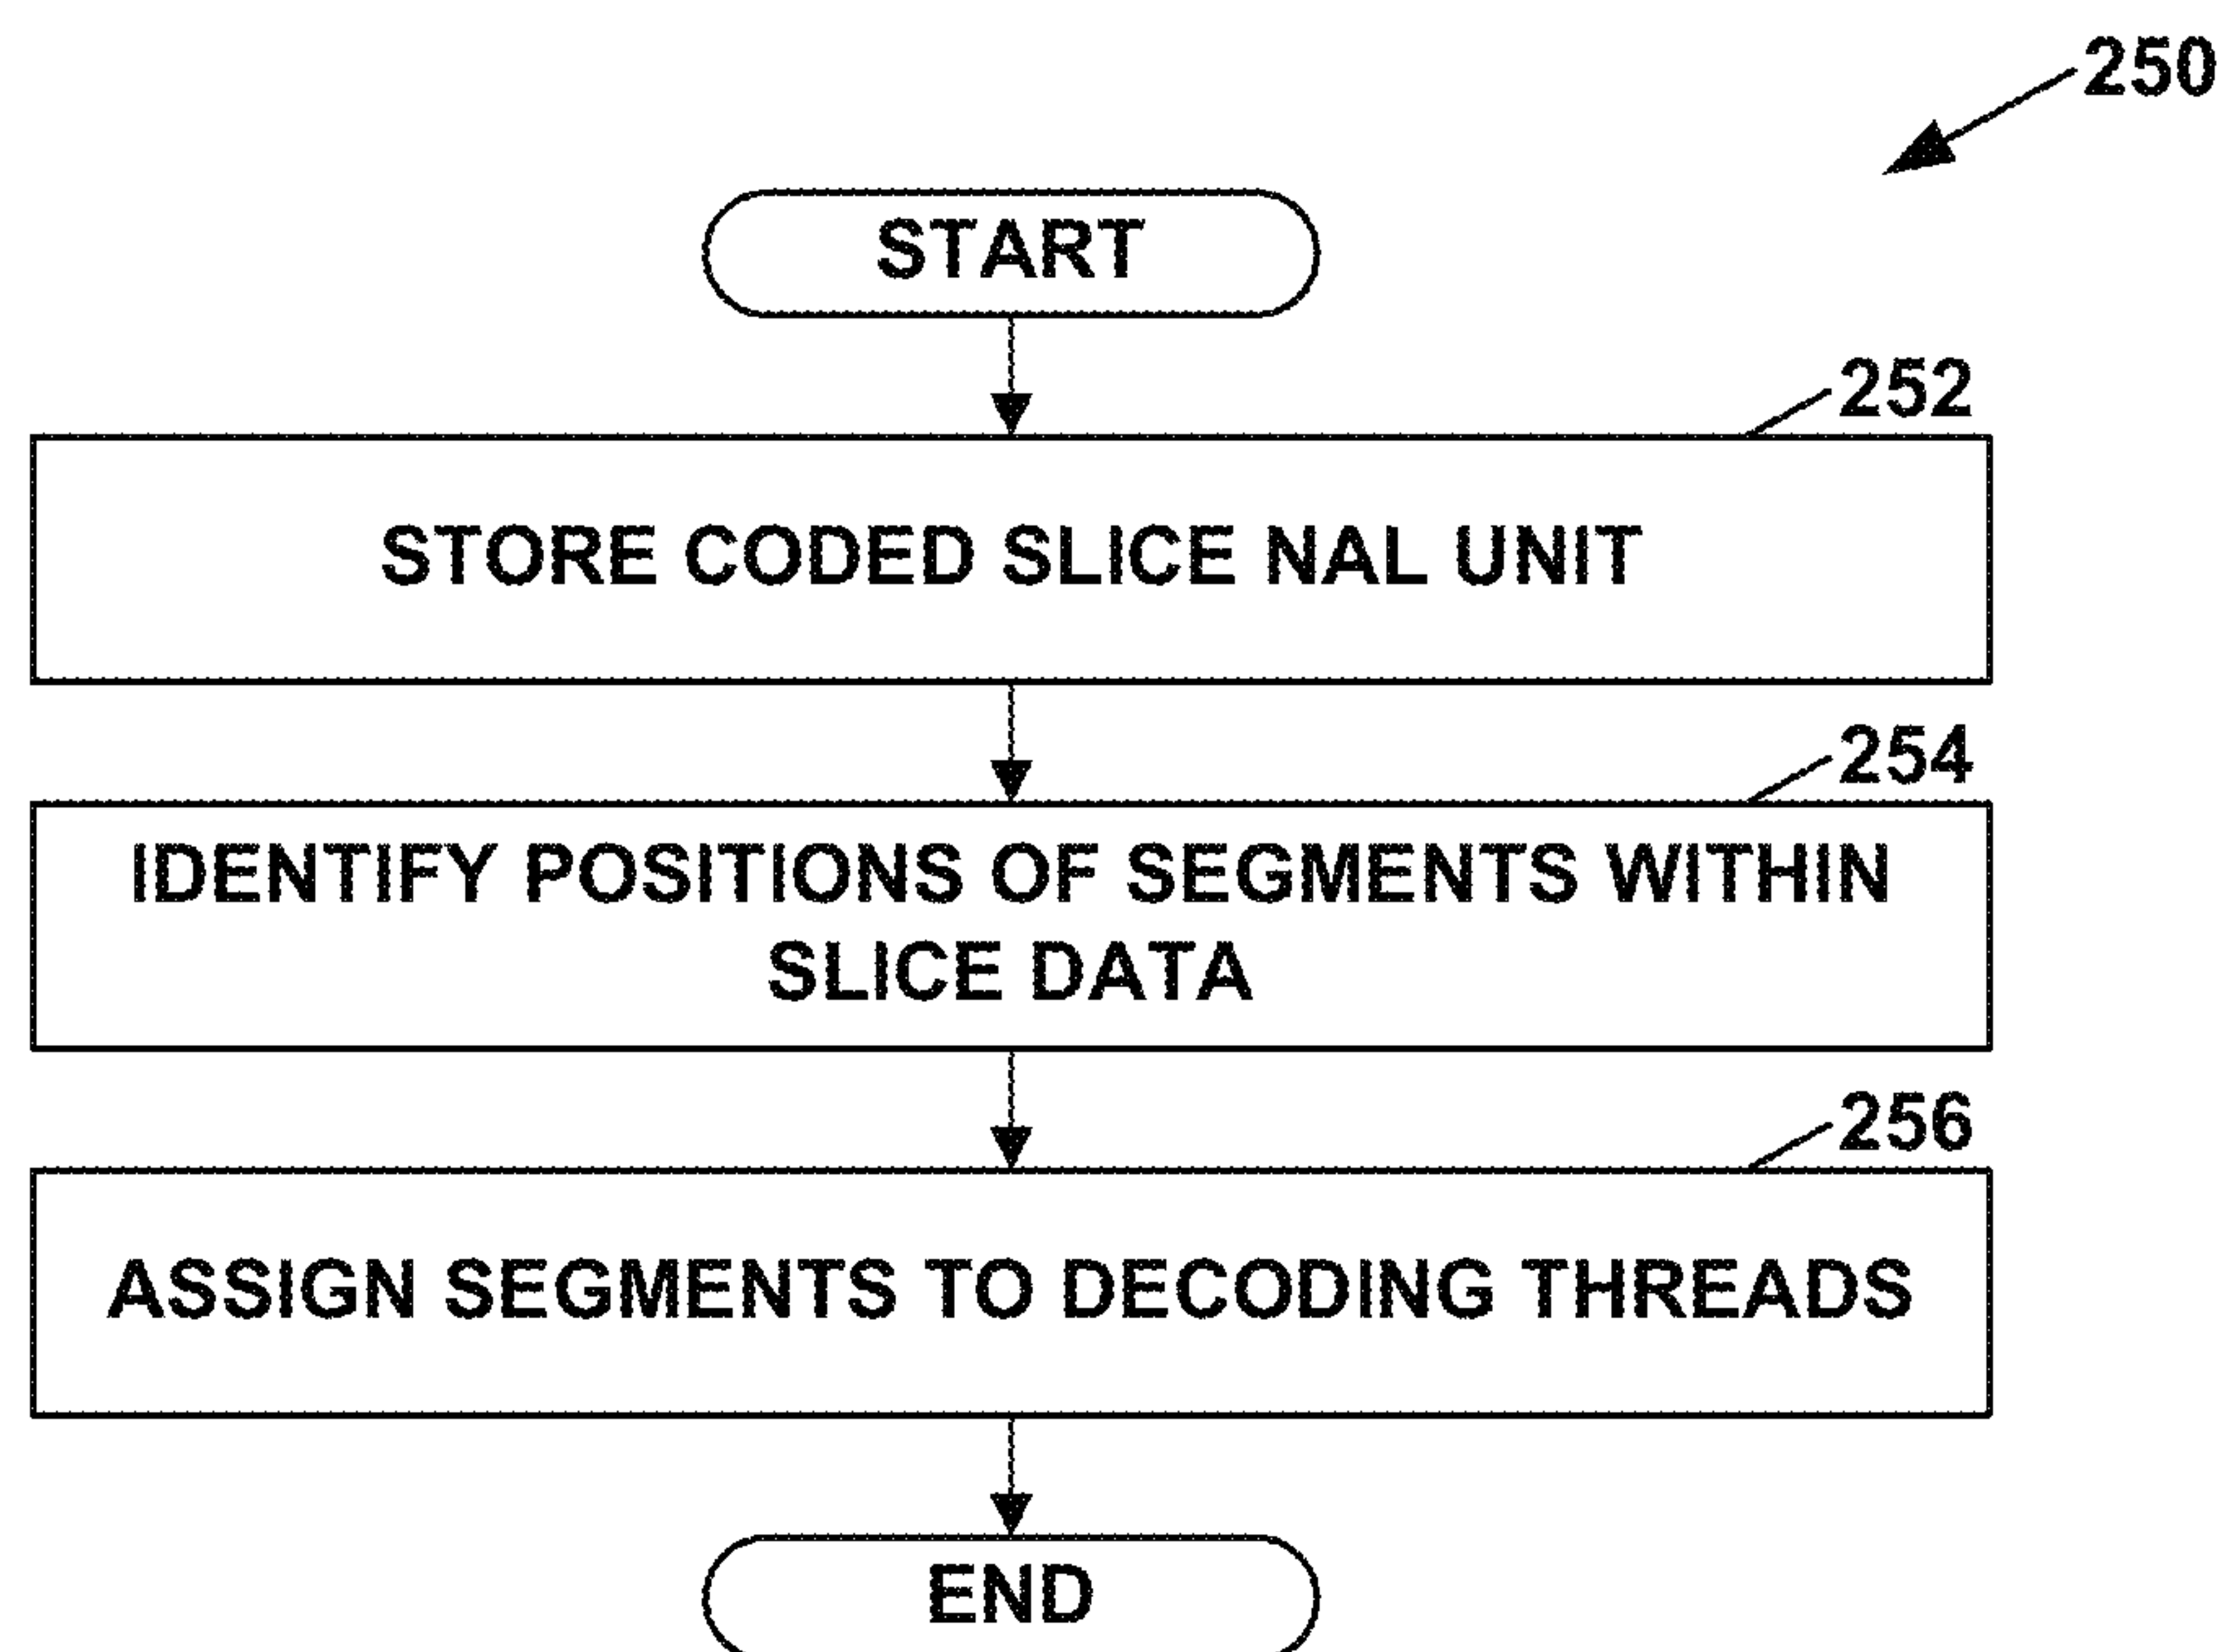 250
START
252
STORE CODED SLICE NAL UNIT
254
IDENTIFY POSITIONS OF SEGMENTS WITHIN
SLICE DATA
256
ASSIGN SEGMENTS TO DECODING THREADS
END